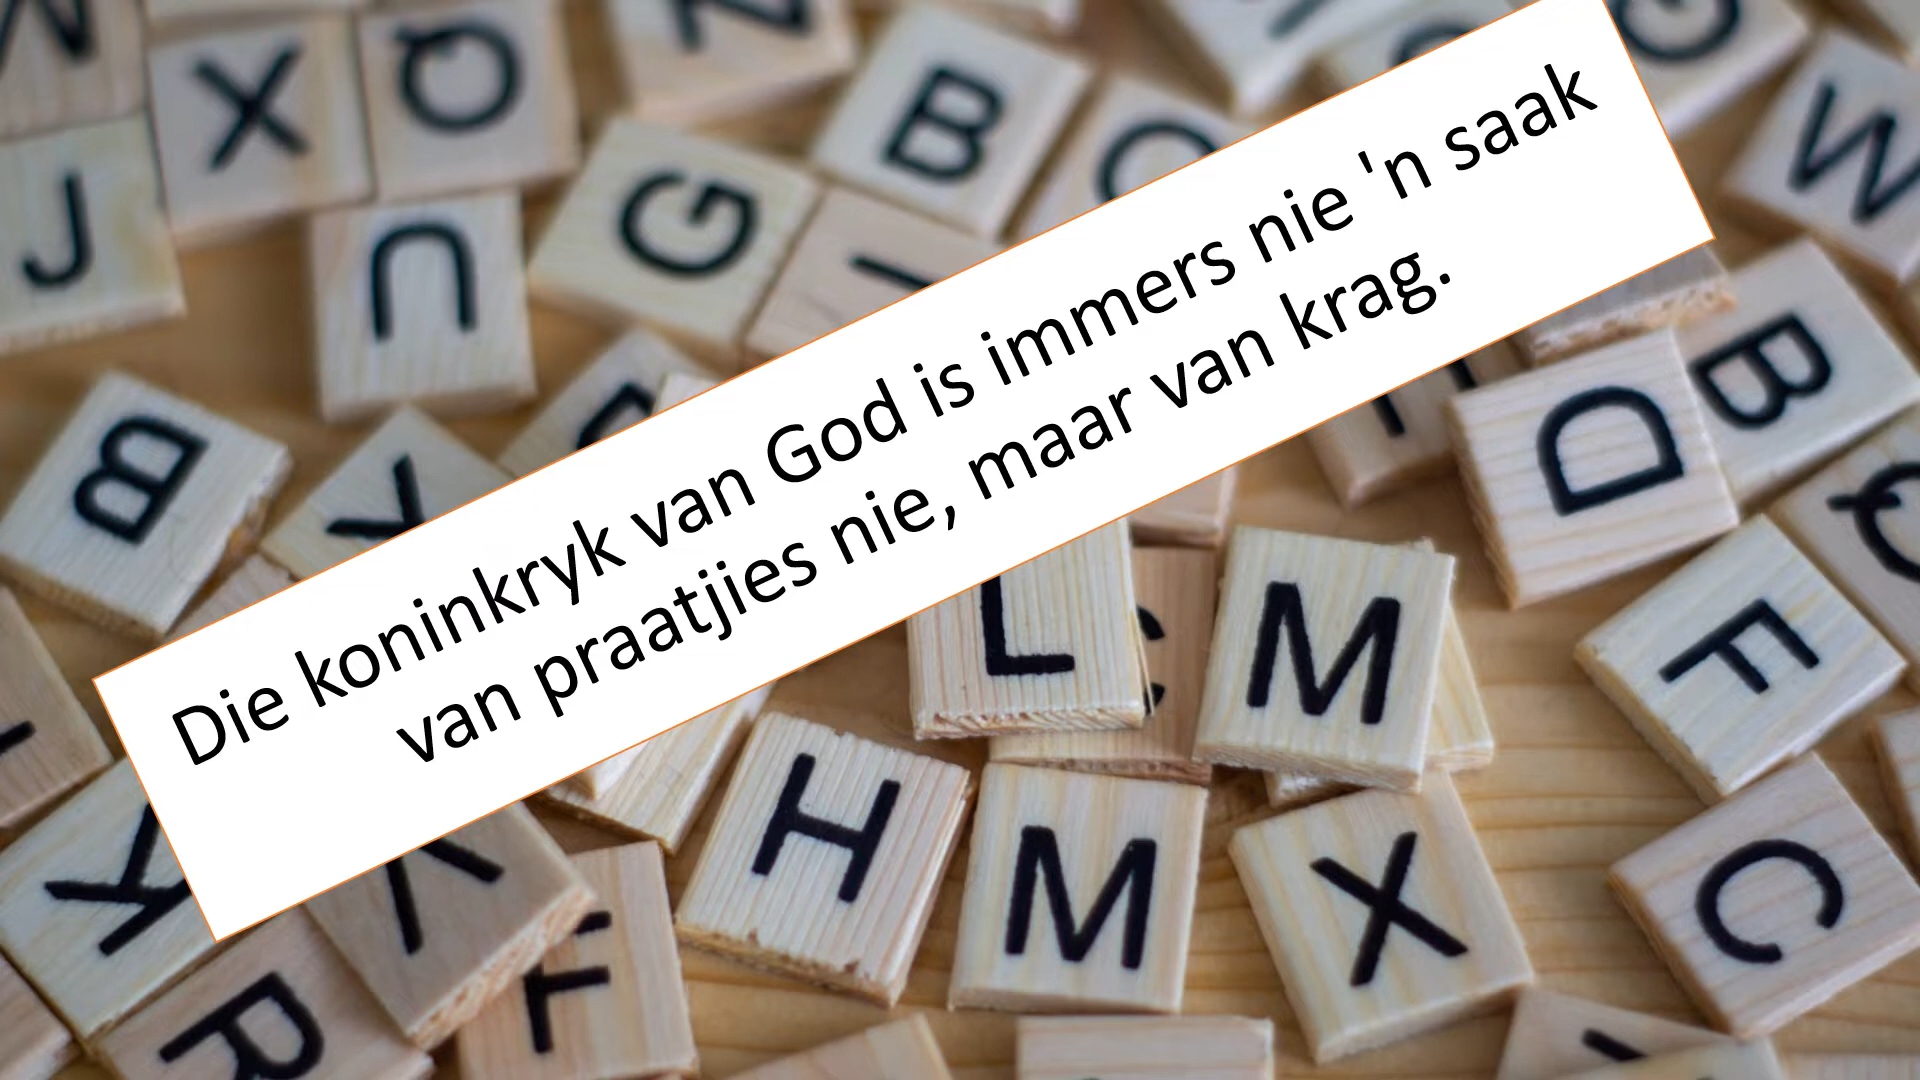 Die koninkryk van God is immers nie 'n saak
van praatjies nie, maar van krag.
N
X
Q
Z
B
O
G
W
J
U
G
I
B
B
D
Q
L
C
M
F
H
M
X
C
K
V
F
R